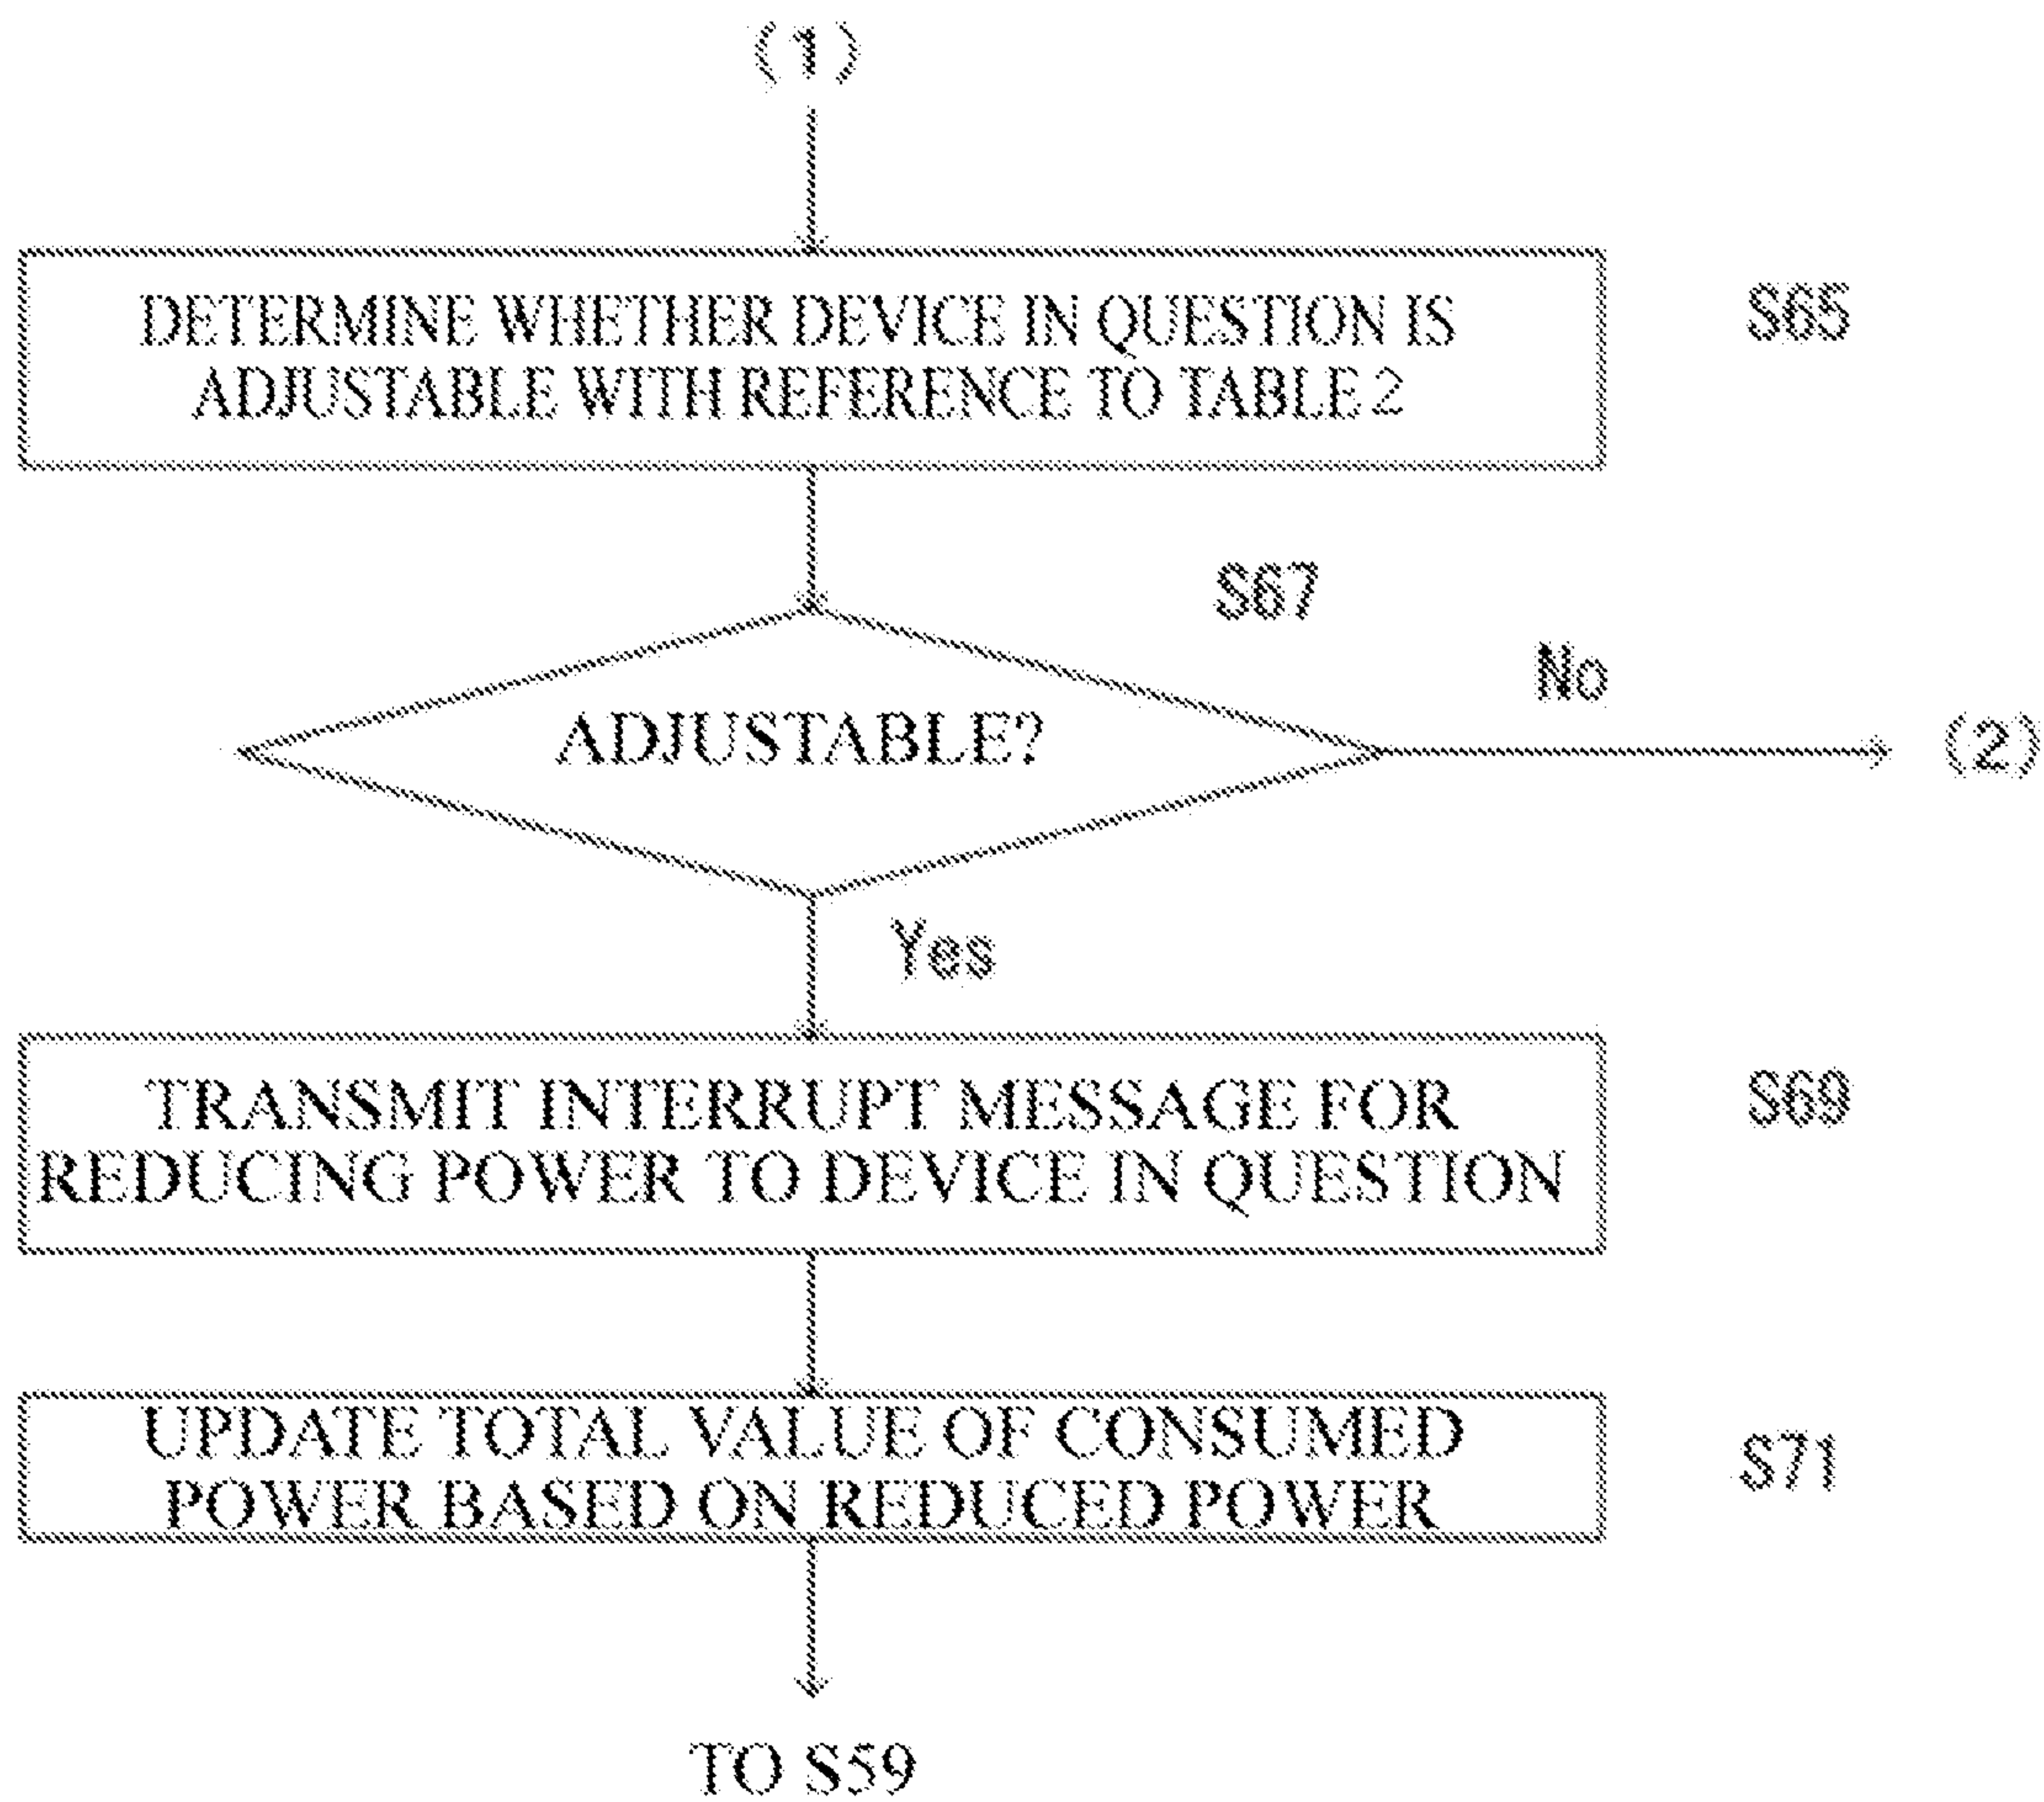 (1)
DETERMINE WHETHER DEVICE IN QUESTION IS
ADJUSTABLE WITH REFERENCE TO TABLE 2
S65
S67
No
ADJUSTABLE?
(2)
Yes
TRANSMIT INTERRUPT MESSAGE FOR
REDUCING POWER TO DEVICE IN QUESTION
S69
UPDATE TOTAL VALUE OF CONSUMED
POWER BASED ON REDUCED POWER
S71
TO S59